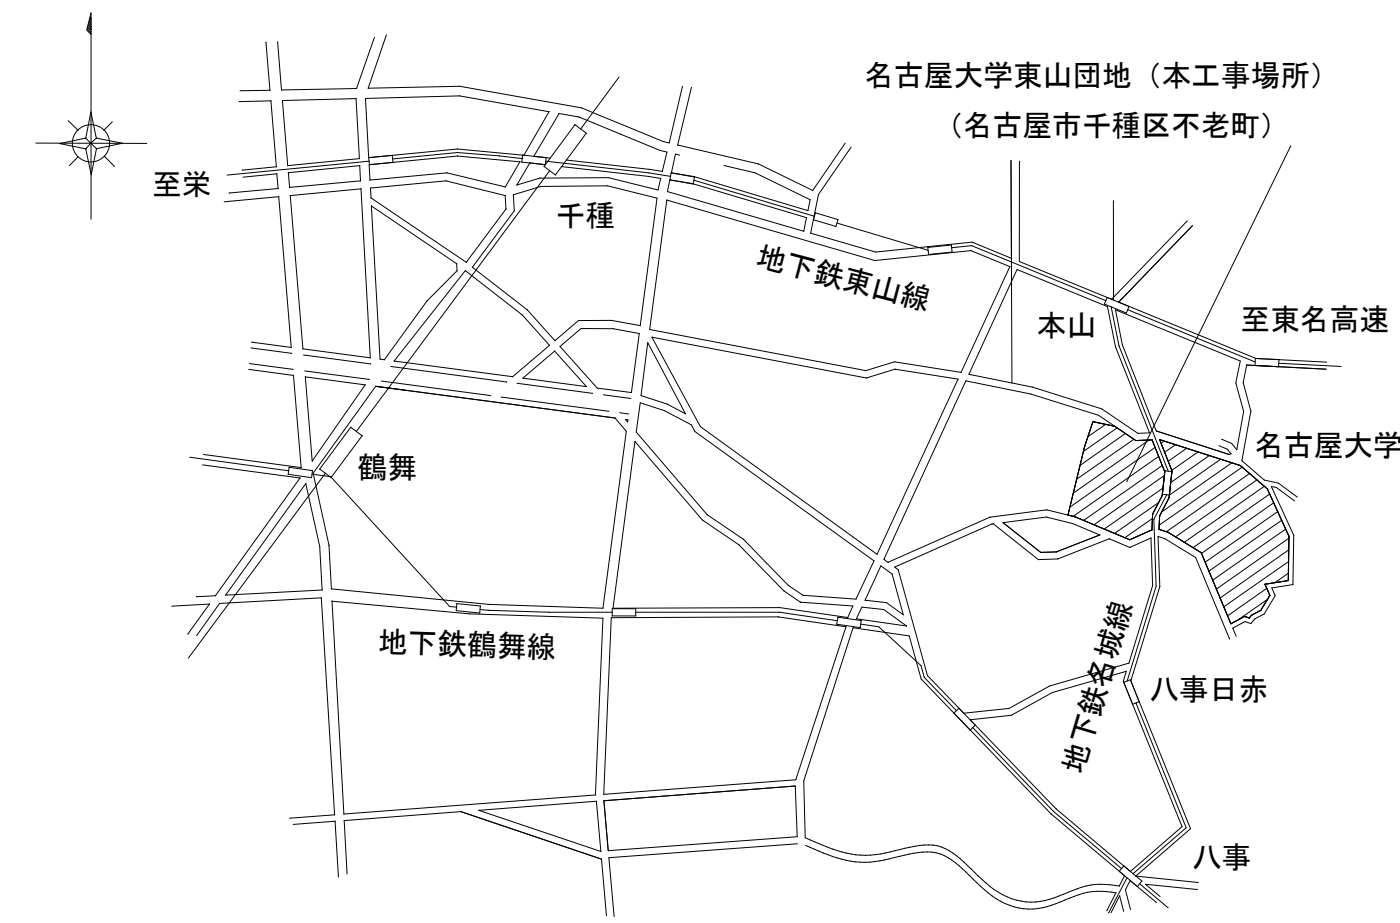 名古屋大学東山団地（本工事場所）
（名古屋市千種区不老町）
至栄
千種
地下鉄東山線
本山
至東名高速
名古屋大学
鶴舞
地下鉄鶴舞線
地下鉄名城線
八事日赤
八事